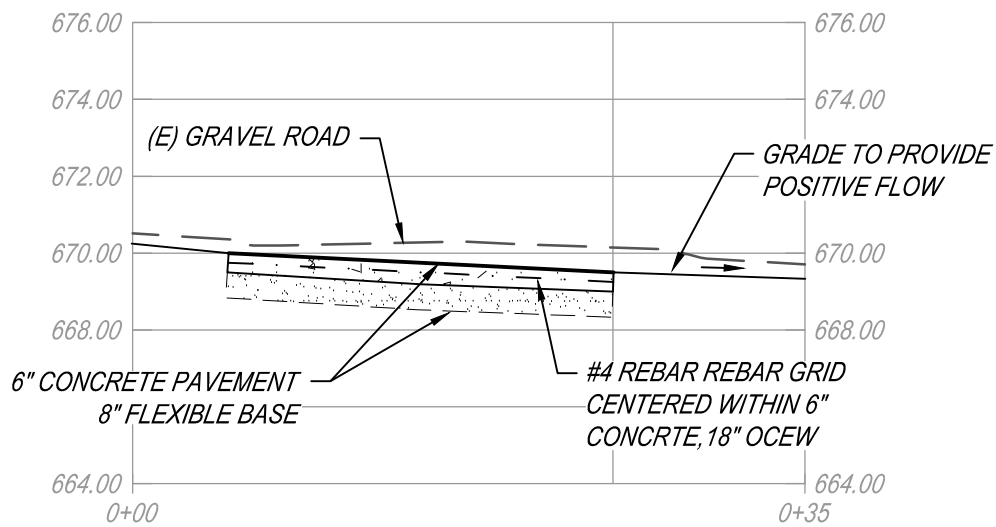 676.00
676.00
674.00
674.00
(E) GRAVEL ROAD
GRADE TO PROVIDE
POSITIVE FLOW
672.00
670.00
670.00
668.00
668.00
6" CONCRETE PAVEMENT
8" FLEXIBLE BASE
#4 REBAR REBAR GRID
CENTERED WITHIN 6"
CONCRTE, 18" OCEW
664.00
664.00
0+00
0+35